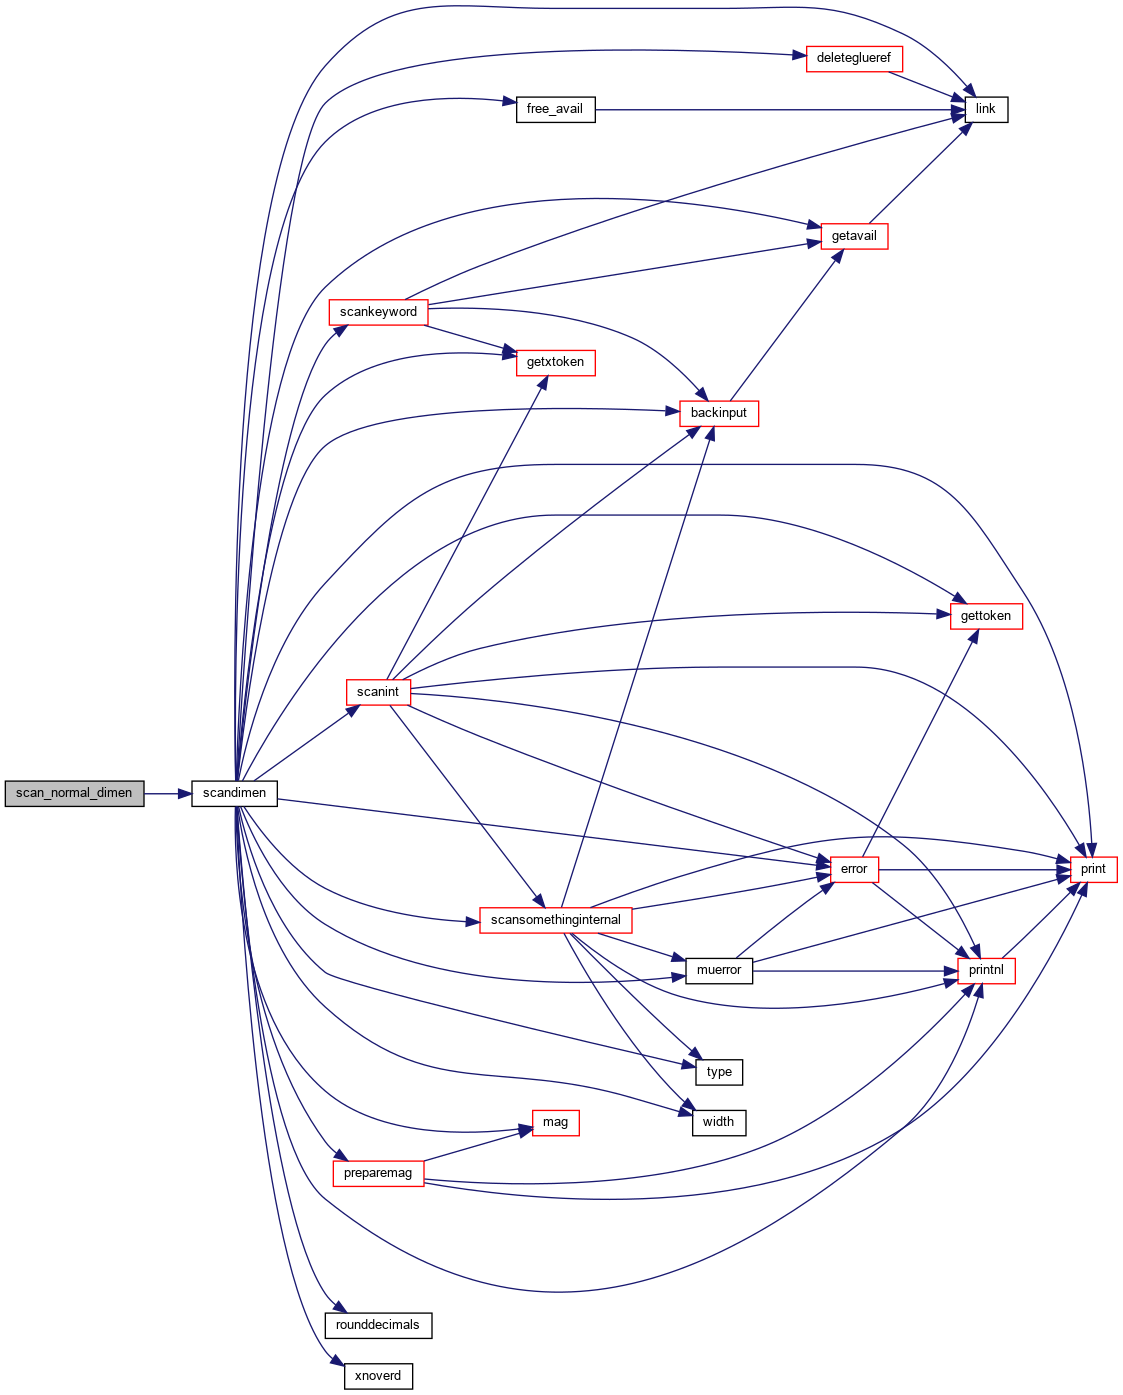 deleteglueref
link
free_avail
getavail
scankeyword
getxtoken
backinput
gettoken
scanint
scan_normal_dimen
scandimen
error
print
scansomethinginternal
muerror
printnl
type
mag
width
preparemag
rounddecimals
xnoverd